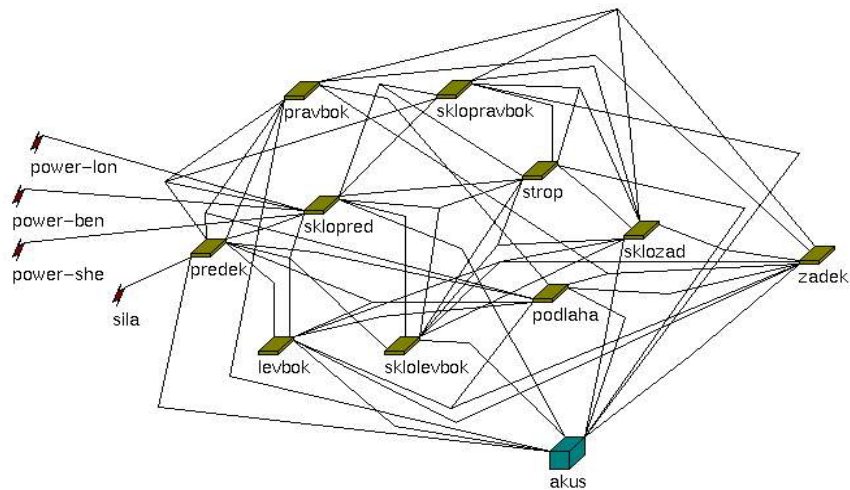 pravbok
sklopravbok
power-lon
power-ben
sklopred
strop
power-she
predek
sklozad
zadek
sila
podlaha
levbok
sklolevbok
akus